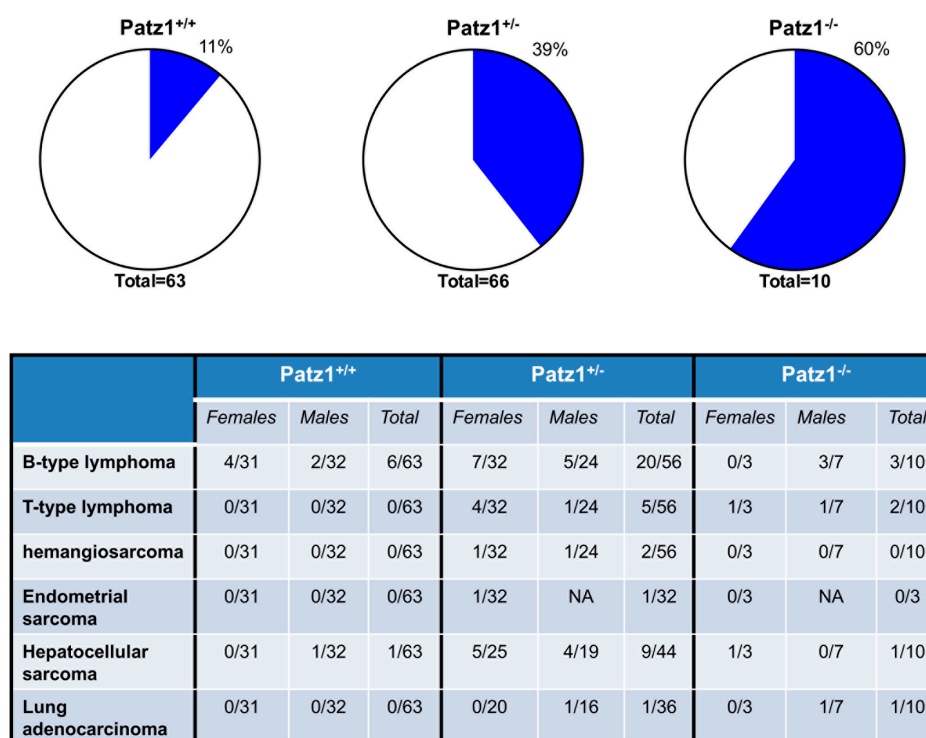 Patz1+/+ Patz1+/- Patz1-/-
11% 39% 60%
Total=63 Total=66 Total=10
Patz1+/+ Patz1+/- Patz1-/-
Females Males Total Females Males Total Females Males Total
B-type lymphoma 4/31 2/32 6/63 7/32 5/24 20/56 0/3 3/7 3/10
T-type lymphoma 0/31 0/32 0/63 4/32 1/24 5/56 1/3 1/7 2/10
hemangiosarcoma 0/31 0/32 0/63 1/32 1/24 2/56 0/3 0/7 0/10
Endometrial
sarcoma 0/31 0/32 0/63 1/32 NA 1/32 0/3 NA 0/3
Hepatocellular
sarcoma 0/31 1/32 1/63 5/25 4/19 9/44 1/3 0/7 1/10
Lung
adenocarcinoma 0/31 0/32 0/63 0/20 1/16 1/36 0/3 1/7 1/10